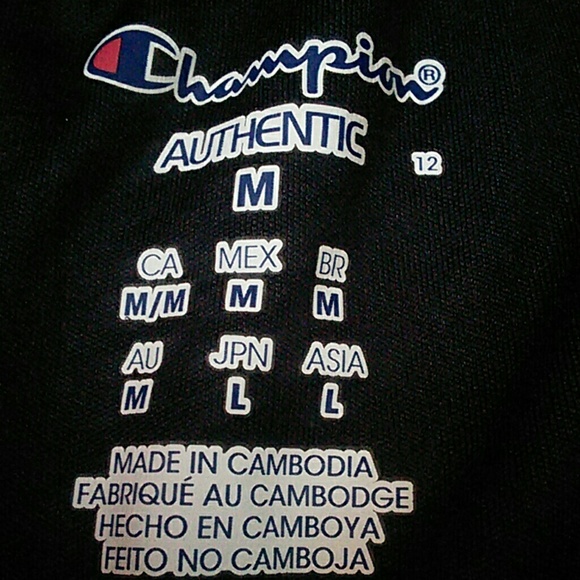 Champion®
AUTHENTIC
12
M
CA MEX BR
M/M M M
AU JPN ASIA
M L L
MADE IN CAMBODIA
FABRIQUÉ AU CAMBODGE
HECHO EN CAMBOYA
FEITO NO CAMBOJA